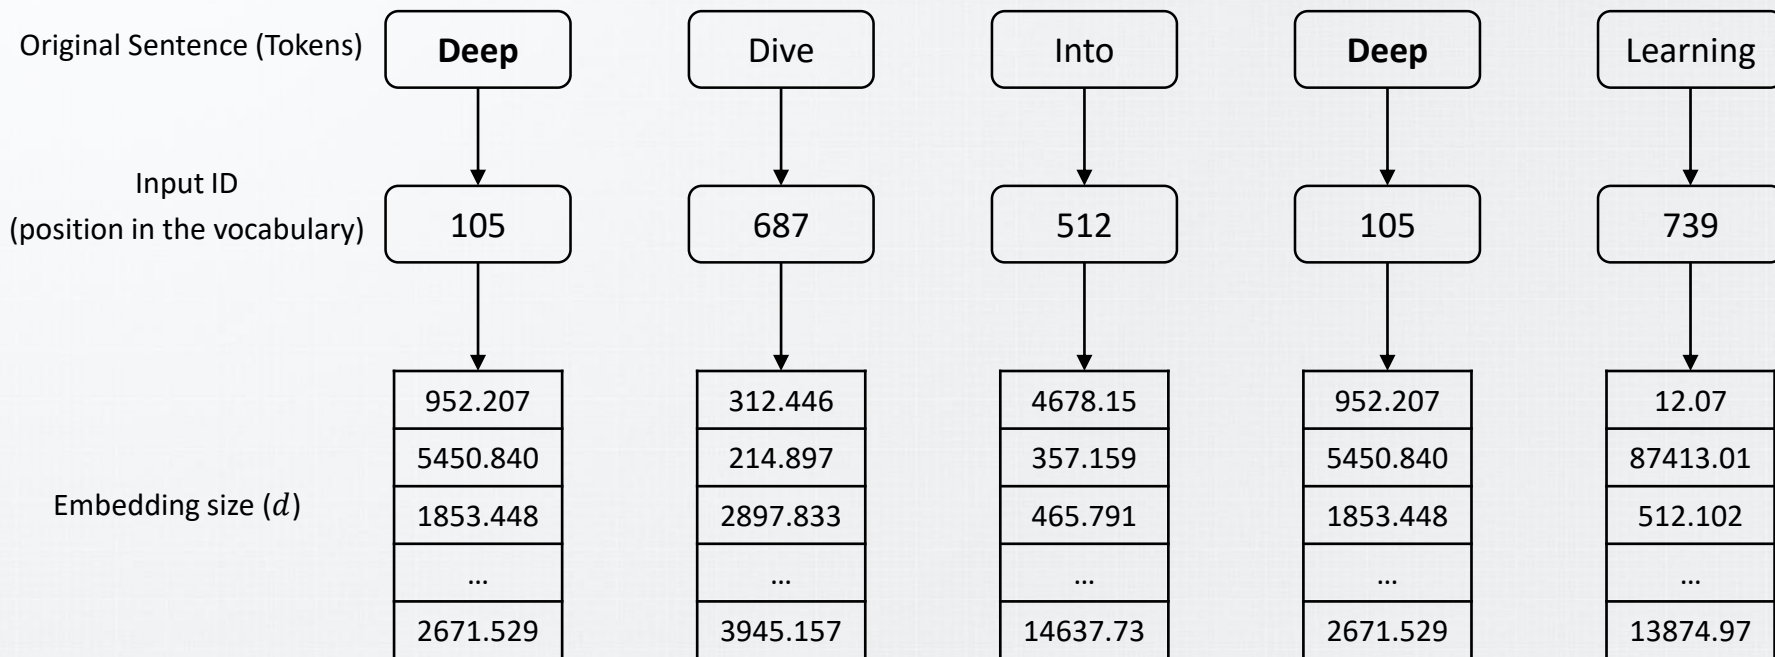 Original Sentence (Tokens) Deep Dive Into Deep Learning
Input ID
(position in the vocabulary) 105 687 512 105 739
952.207 312.446 4678.15 952.207 12.07
5450.840 214.897 357.159 5450.840 87413.01
Embedding size (d) 1853.448 2897.833 465.791 1853.448 512.102
... ... ... ... ...
2671.529 3945.157 14637.73 2671.529 13874.97